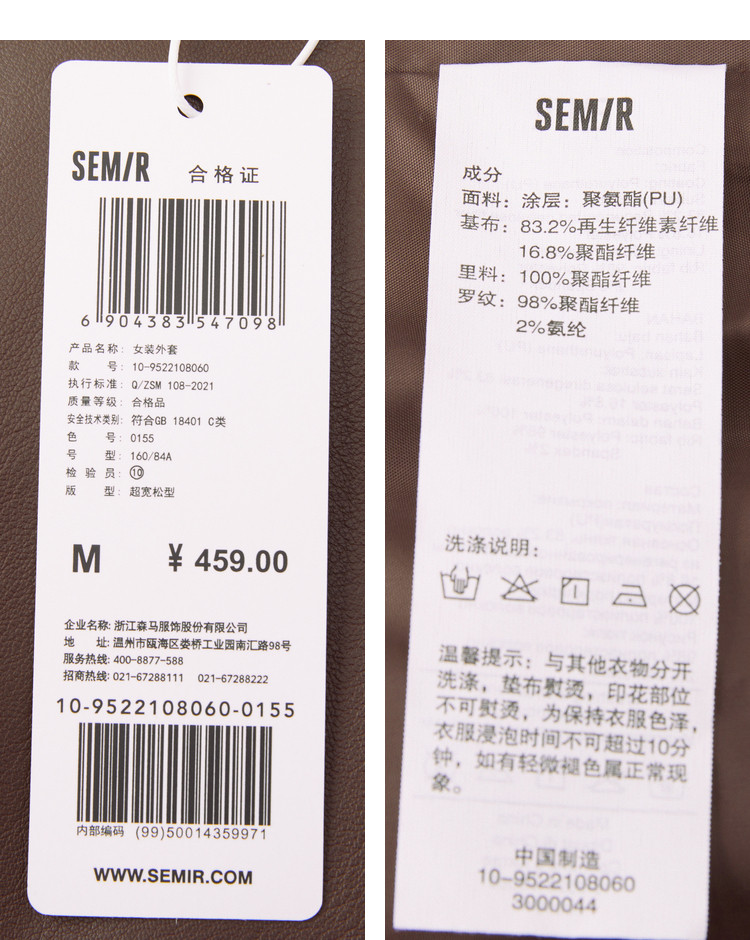 SEMIR 合格证
6 904383 547098
产品名称: 女装外套
款 号: 10-9522108060
执行标准: Q/ZSM 108-2021
质量等级: 合格品
安全技术类别: 符合GB 18401 C类
色 号: 0155
号 型: 160/84A
检 验 员: ⑩
版 型: 超宽松型
M ¥ 459.00
企业名称: 浙江森马服饰股份有限公司
地 址: 温州市瓯海区娄桥工业园南汇路98号
服务热线: 400-8877-588
招商热线: 021-67288111 021-67288222
10-9522108060-0155
内部编码 (99)50014359971
WWW.SEMIR.COM
SEMIR
成分
面料: 涂层: 聚氨酯(PU)
基布: 83.2%再生纤维素纤维
16.8%聚酯纤维
里料: 100%聚酯纤维
罗纹: 98%聚酯纤维
2%氨纶
洗涤说明:
温馨提示: 与其他衣物分开
洗涤, 垫布熨烫, 印花部位
不可熨烫, 为保持衣服色泽,
衣服浸泡时间不可超过10分
钟, 如有轻微褪色属正常现
象。
中国制造
10-9522108060
3000044